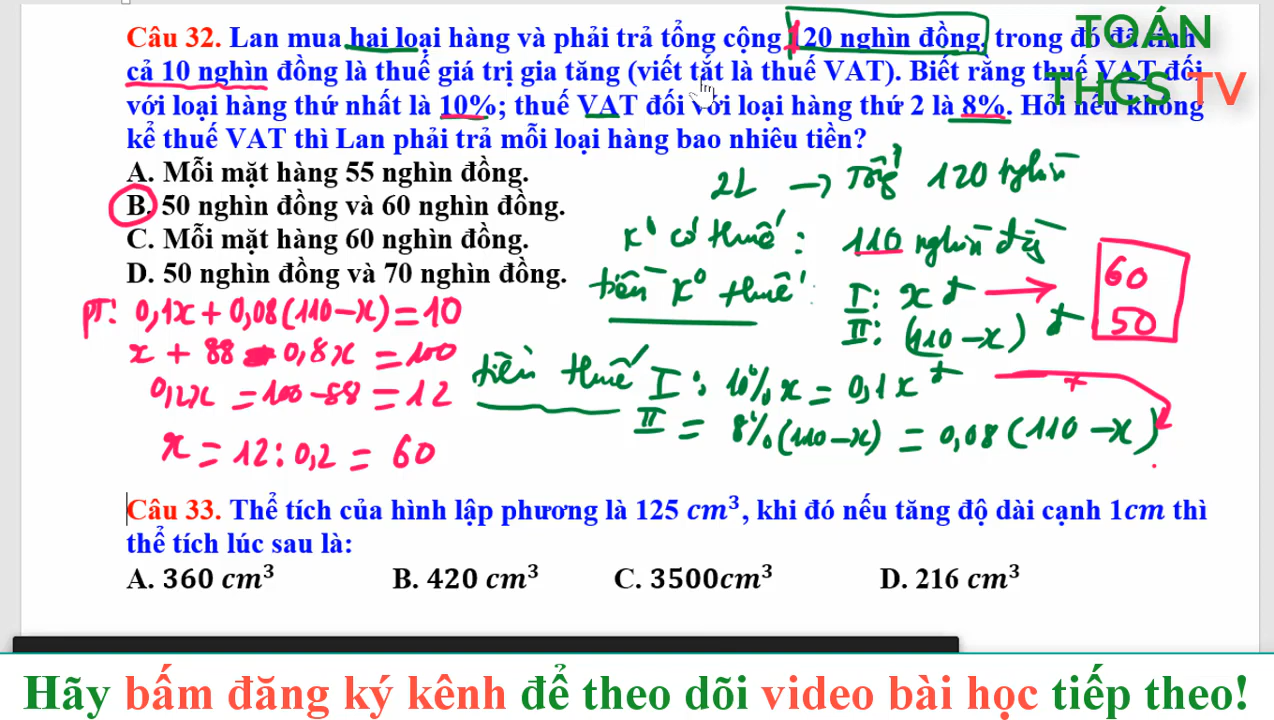 TOÁN
THCS TV
Câu 32. Lan mua hai loại hàng và phải trả tổng cộng 120 nghìn đồng, trong đó đã tính
cả 10 nghìn đồng là thuế giá trị gia tăng (viết tắt là thuế VAT). Biết rằng thuế VAT đối
với loại hàng thứ nhất là 10%; thuế VAT đối với loại hàng thứ 2 là 8%. Hỏi nếu không
kể thuế VAT thì Lan phải trả mỗi loại hàng bao nhiêu tiền?
A. Mỗi mặt hàng 55 nghìn đồng.
B. 50 nghìn đồng và 60 nghìn đồng.
C. Mỗi mặt hàng 60 nghìn đồng.
D. 50 nghìn đồng và 70 nghìn đồng.
2L → Tổng 120 nghìn
K° có thuế: 110 nghìn đg
tiền K° thuế: I: x đ → 60
II: (110 - x) đ 50
PT: 0,1x + 0,08(110 - x) = 10
x + 88 - 0,8x = 100
0,2x = 100 - 88 = 12
x = 12 : 0,2 = 60
tiền thuế I: 10% x = 0,1x đ
II = 8% (110 - x) = 0,08 (110 - x)
+
Câu 33. Thể tích của hình lập phương là 125 cm³, khi đó nếu tăng độ dài cạnh 1cm thì
thể tích lúc sau là:
A. 360 cm³ B. 420 cm³ C. 3500cm³ D. 216 cm³
Hãy bấm đăng ký kênh để theo dõi video bài học tiếp theo!